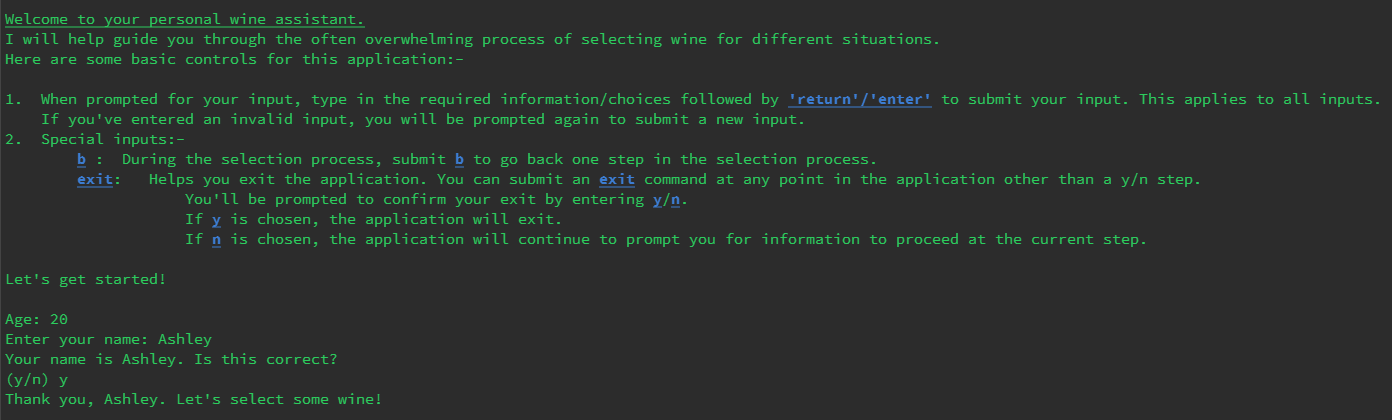 Welcome to your personal wine assistant.
I will help guide you through the often overwhelming process of selecting wine for different situations.
Here are some basic controls for this application:-
1.  When prompted for your input, type in the required information/choices followed by 'return'/'enter' to submit your input. This applies to all inputs.
If you've entered an invalid input, you will be prompted again to submit a new input.
2.  Special inputs:-
b :  During the selection process, submit b to go back one step in the selection process.
exit:   Helps you exit the application. You can submit an exit command at any point in the application other than a y/n step.
You'll be prompted to confirm your exit by entering y/n.
If y is chosen, the application will exit.
If n is chosen, the application will continue to prompt you for information to proceed at the current step.
Let's get started!
Age: 20
Enter your name: Ashley
Your name is Ashley. Is this correct?
(y/n) y
Thank you, Ashley. Let's select some wine!